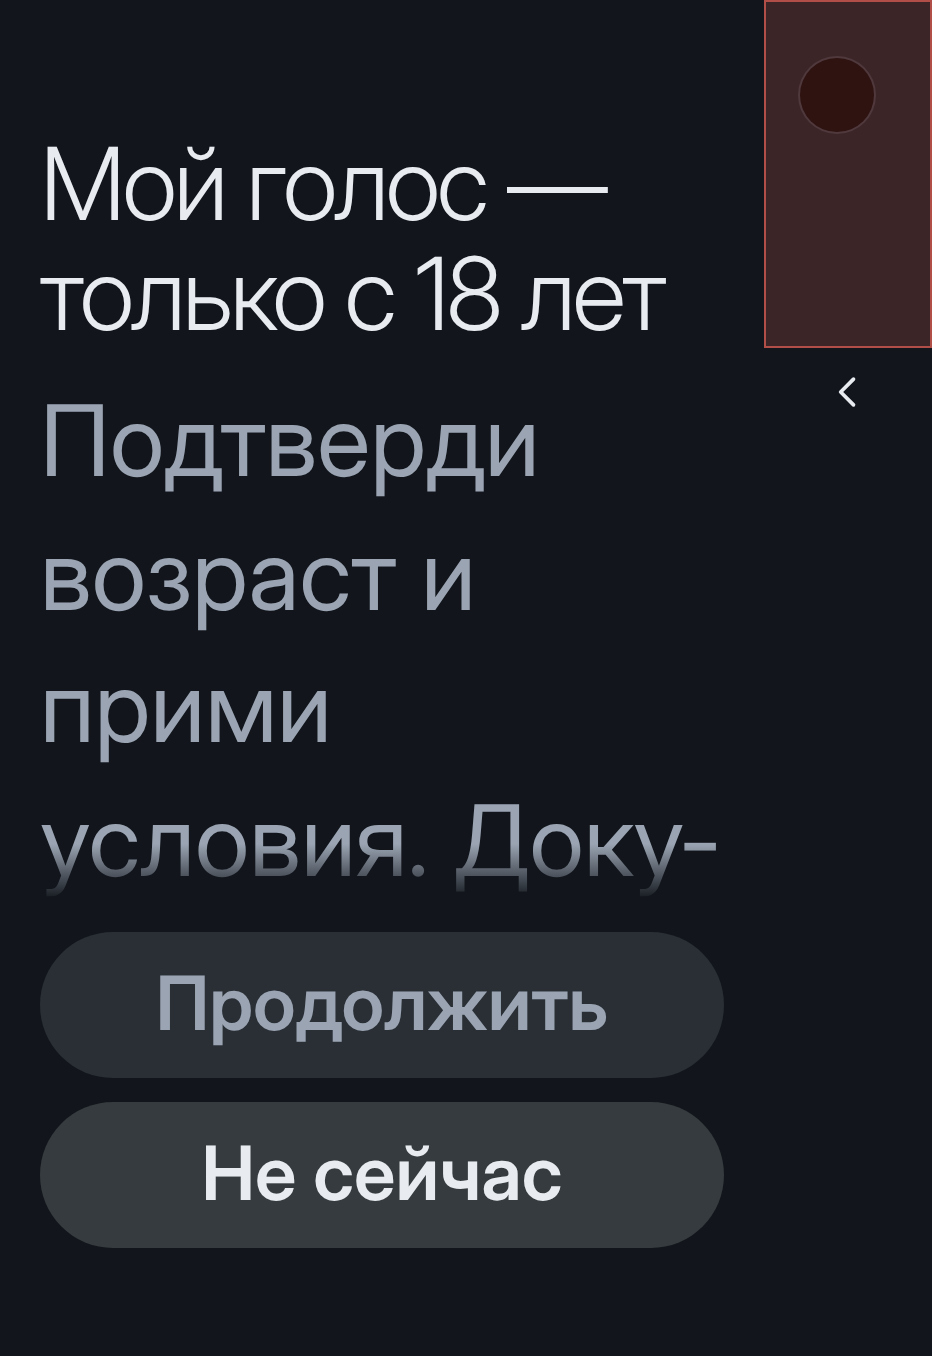 Мой голос —
только с 18 лет
Подтверди
возраст и
прими
условия. Доку-
Продолжить
Не сейчас